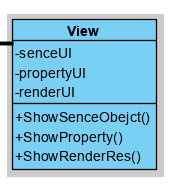 View
-senceUI
-propertyUI
-renderUI
+ShowSenceObejct()
+ShowProperty()
+ShowRenderRes()